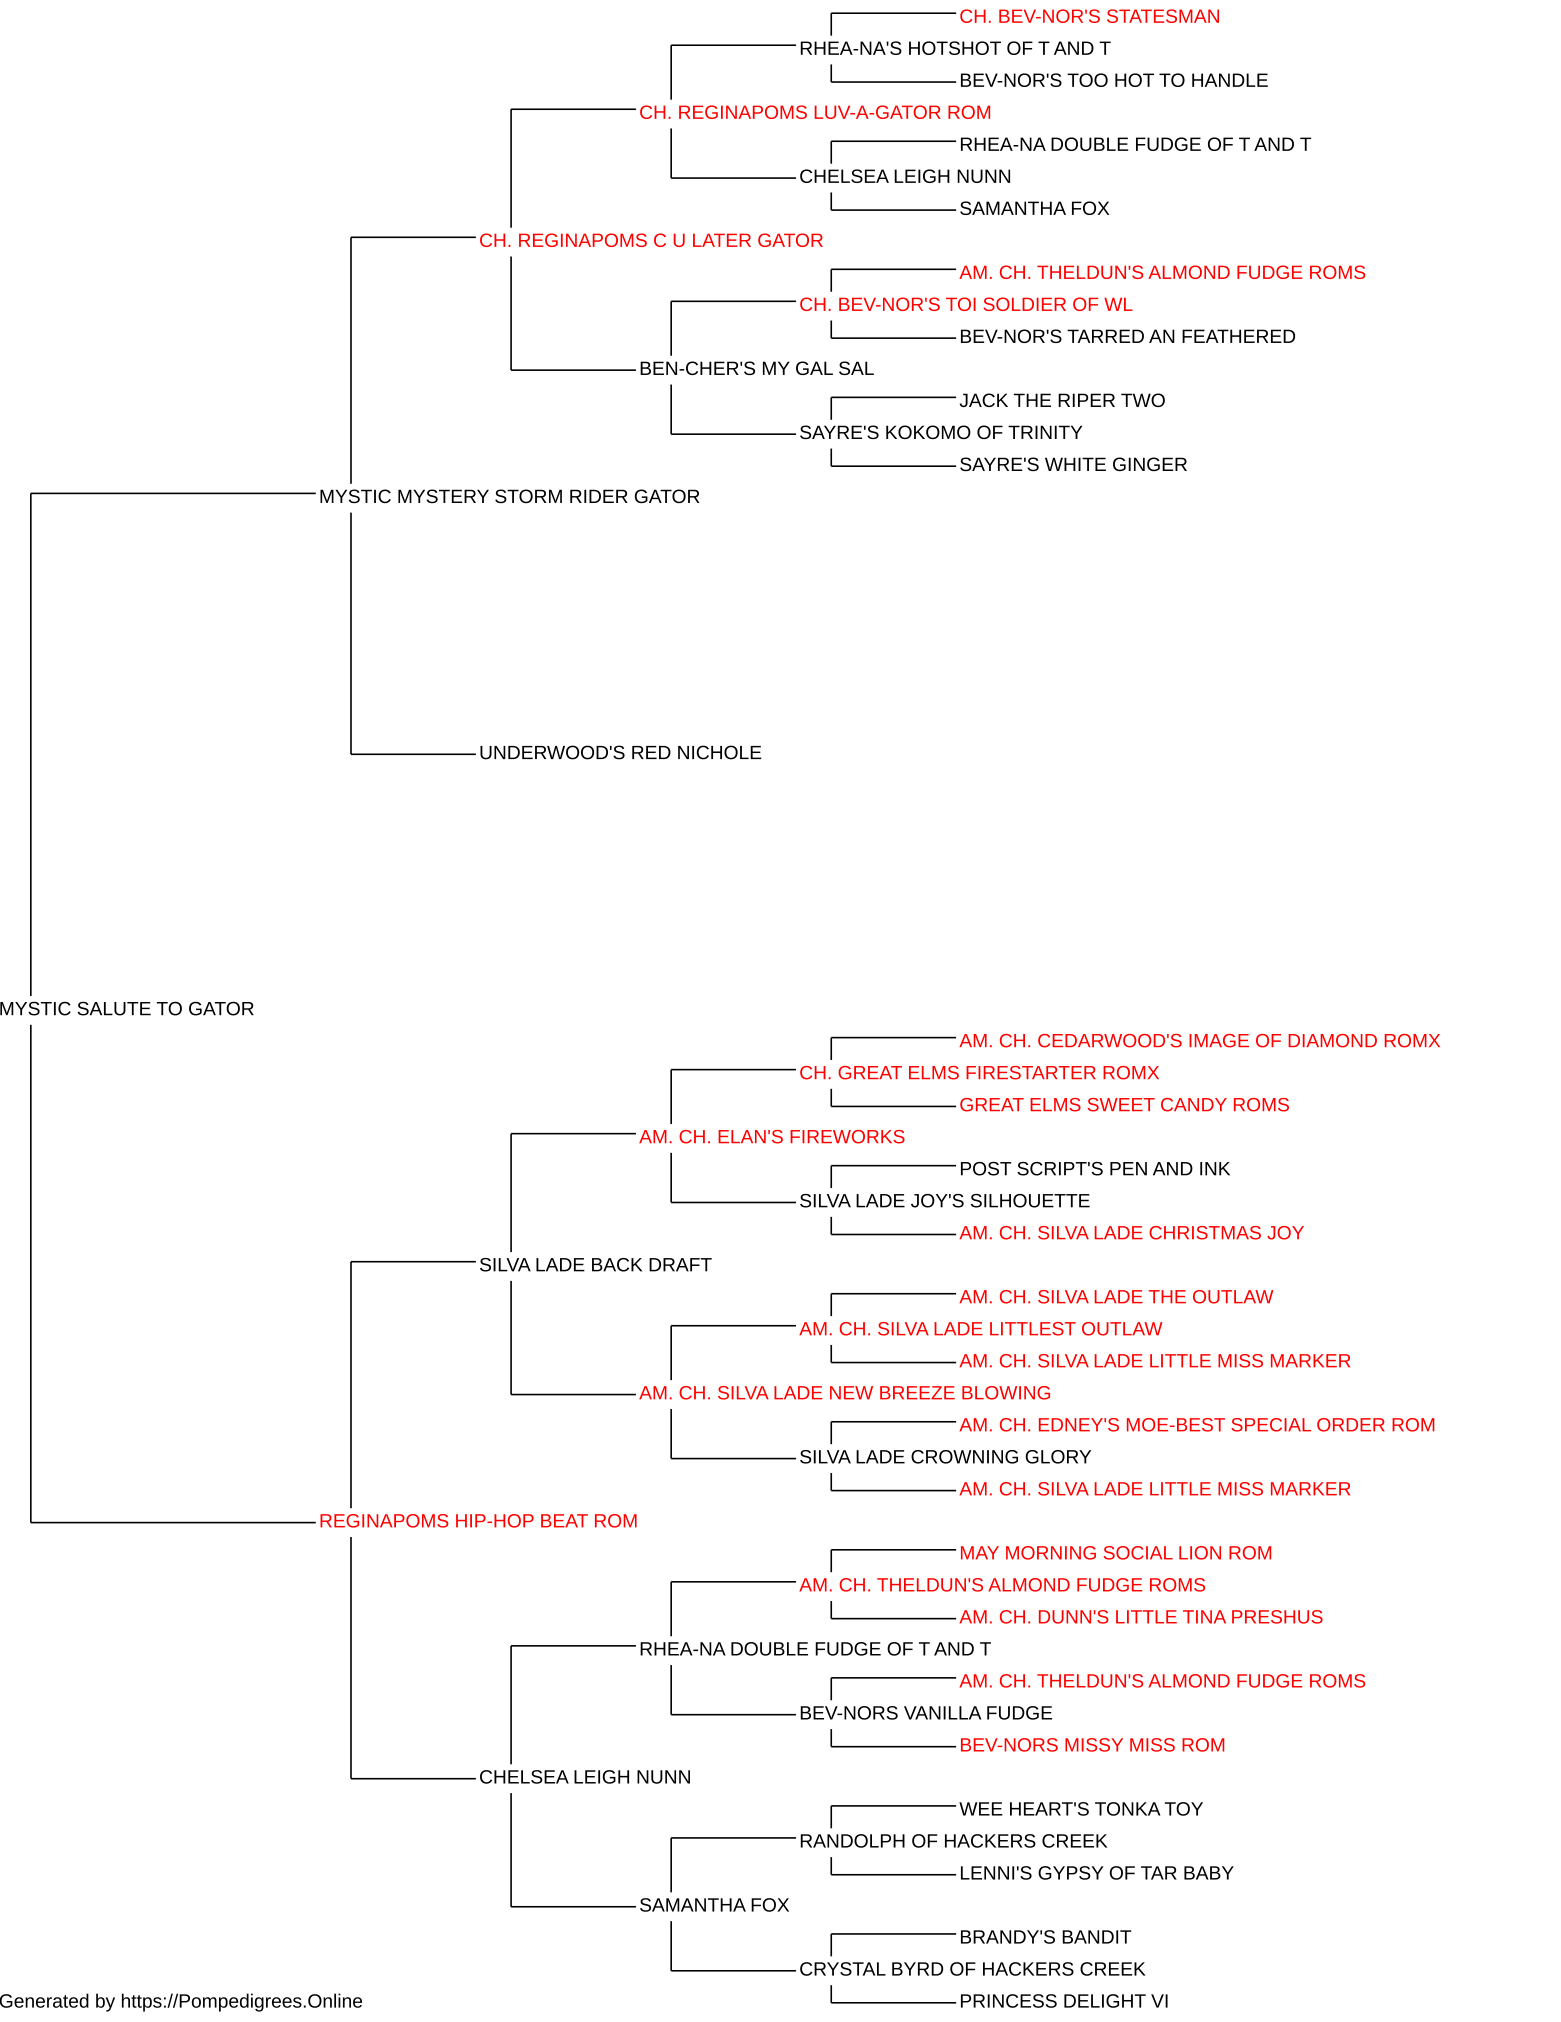 CH. BEV-NOR'S STATESMAN
RHEA-NA'S HOTSHOT OF T AND T
BEV-NOR'S TOO HOT TO HANDLE
CH. REGINAPOMS LUV-A-GATOR ROM
RHEA-NA DOUBLE FUDGE OF T AND T
CHELSEA LEIGH NUNN
SAMANTHA FOX
CH. REGINAPOMS C U LATER GATOR
AM. CH. THELDUN'S ALMOND FUDGE ROMS
CH. BEV-NOR'S TOI SOLDIER OF WL
BEV-NOR'S TARRED AN FEATHERED
BEN-CHER'S MY GAL SAL
JACK THE RIPER TWO
SAYRE'S KOKOMO OF TRINITY
SAYRE'S WHITE GINGER
MYSTIC MYSTERY STORM RIDER GATOR
UNDERWOOD'S RED NICHOLE
MYSTIC SALUTE TO GATOR
AM. CH. CEDARWOOD'S IMAGE OF DIAMOND ROMX
CH. GREAT ELMS FIRESTARTER ROMX
GREAT ELMS SWEET CANDY ROMS
AM. CH. ELAN'S FIREWORKS
POST SCRIPT'S PEN AND INK
SILVA LADE JOY'S SILHOUETTE
AM. CH. SILVA LADE CHRISTMAS JOY
SILVA LADE BACK DRAFT
AM. CH. SILVA LADE THE OUTLAW
AM. CH. SILVA LADE LITTLEST OUTLAW
AM. CH. SILVA LADE LITTLE MISS MARKER
AM. CH. SILVA LADE NEW BREEZE BLOWING
AM. CH. EDNEY'S MOE-BEST SPECIAL ORDER ROM
SILVA LADE CROWNING GLORY
AM. CH. SILVA LADE LITTLE MISS MARKER
REGINAPOMS HIP-HOP BEAT ROM
MAY MORNING SOCIAL LION ROM
AM. CH. THELDUN'S ALMOND FUDGE ROMS
AM. CH. DUNN'S LITTLE TINA PRESHUS
RHEA-NA DOUBLE FUDGE OF T AND T
AM. CH. THELDUN'S ALMOND FUDGE ROMS
BEV-NORS VANILLA FUDGE
BEV-NORS MISSY MISS ROM
CHELSEA LEIGH NUNN
WEE HEART'S TONKA TOY
RANDOLPH OF HACKERS CREEK
LENNI'S GYPSY OF TAR BABY
SAMANTHA FOX
BRANDY'S BANDIT
CRYSTAL BYRD OF HACKERS CREEK
PRINCESS DELIGHT VI
Generated by https://Pompedigrees.Online